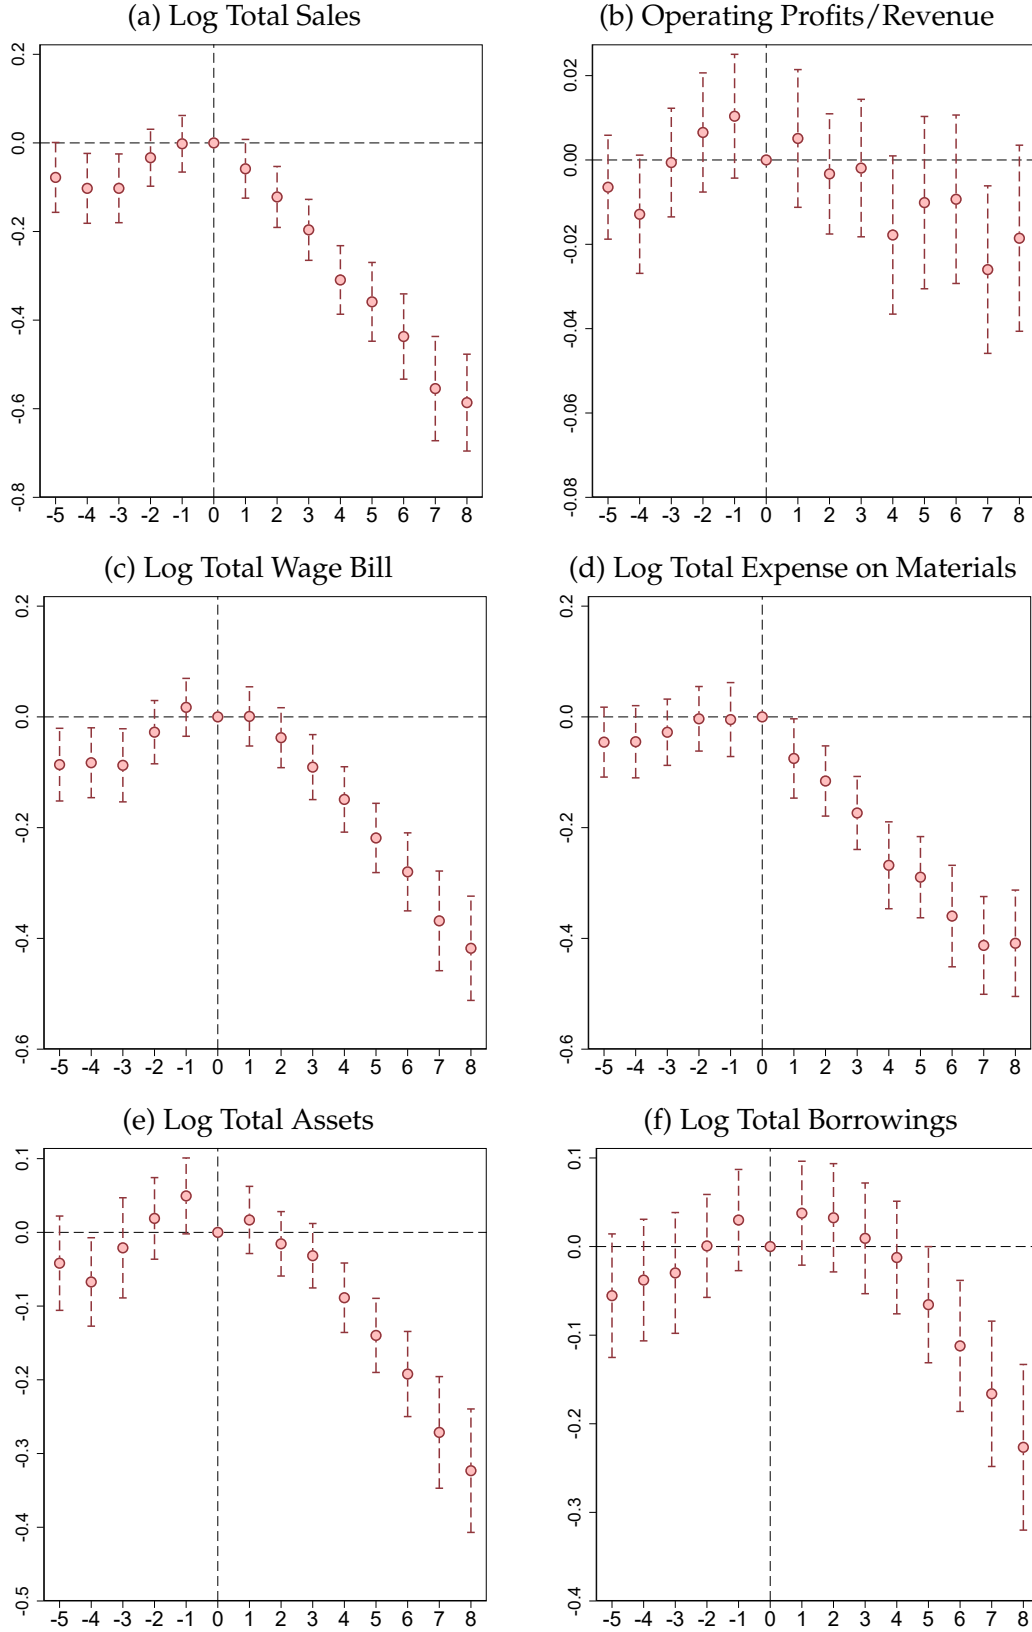 (a) Log Total Sales
0.2
0.0
-0.2
-0.4
-0.6
-0.8
-5 -4 -3 -2 -1 0 1 2 3 4 5 6 7 8
(b) Operating Profits/Revenue
0.02
0.00
-0.02
-0.04
-0.06
-0.08
-5 -4 -3 -2 -1 0 1 2 3 4 5 6 7 8
(c) Log Total Wage Bill
0.2
0.0
-0.2
-0.4
-0.6
-5 -4 -3 -2 -1 0 1 2 3 4 5 6 7 8
(d) Log Total Expense on Materials
0.2
0.0
-0.2
-0.4
-0.6
-5 -4 -3 -2 -1 0 1 2 3 4 5 6 7 8
(e) Log Total Assets
0.1
0.0
-0.1
-0.2
-0.3
-0.4
-0.5
-5 -4 -3 -2 -1 0 1 2 3 4 5 6 7 8
(f) Log Total Borrowings
0.1
0.0
-0.1
-0.2
-0.3
-0.4
-5 -4 -3 -2 -1 0 1 2 3 4 5 6 7 8